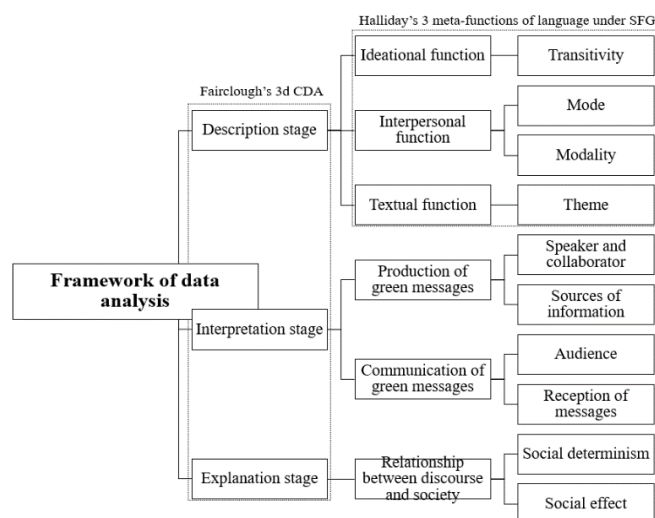 Halliday's 3 meta-functions of language under SFG
Ideational function
Transitivity
Fairclough's 3d CDA
Description stage
Interpersonal
function
Mode
Modality
Textual function
Theme
Framework of data
analysis
Interpretation stage
Production of
green messages
Speaker and
collaborator
Sources of
information
Communication of
green messages
Audience
Reception of
messages
Explanation stage
Relationship
between discourse
and society
Social determinism
Social effect